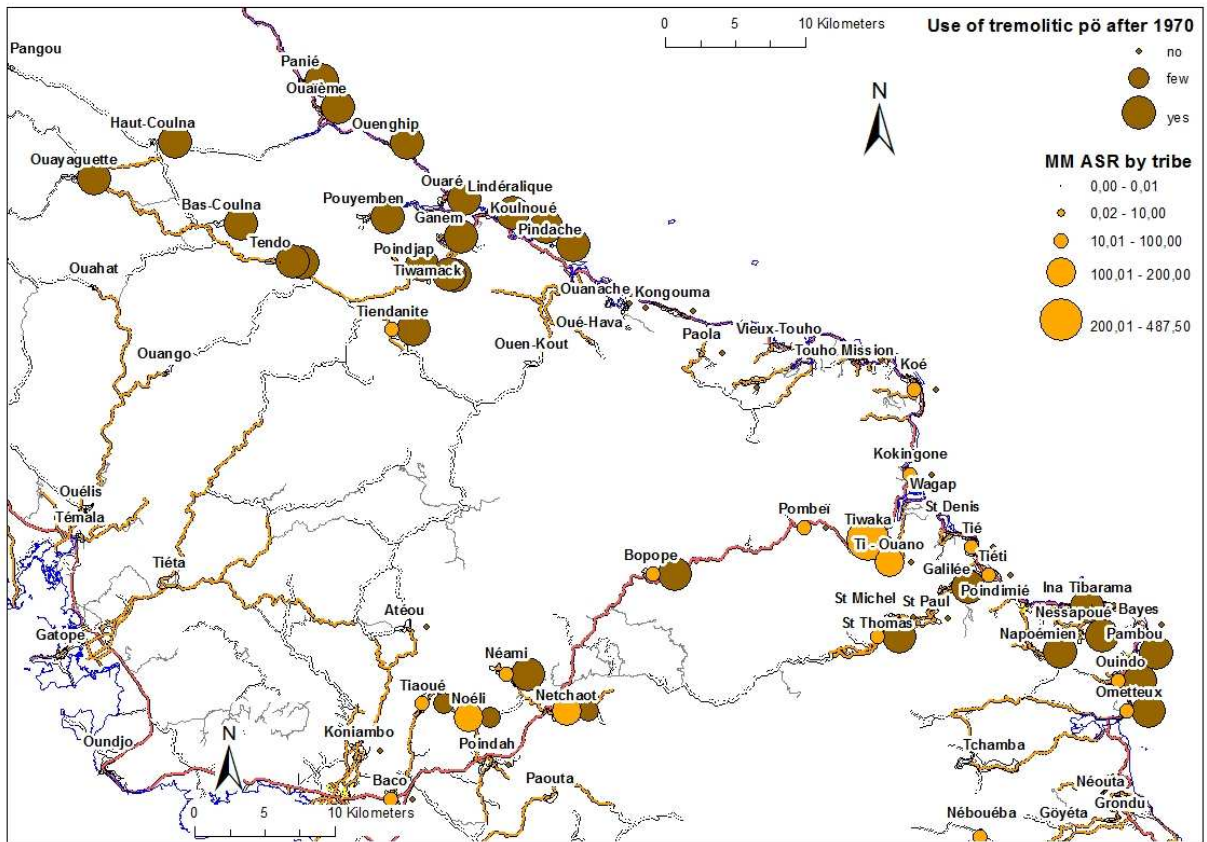 0 5 10 Kilometers
Use of tremolitic pö after 1970
no
few
yes
MM ASR by tribe
0,00 - 0,01
0,02 - 10,00
10,01 - 100,00
100,01 - 200,00
200,01 - 487,50
N
Pangou
Panié
Ouaïème
Haut-Coulna
Ouenghip
Ouayaguette
Ouaré
Lindéralique
Bas-Coulna
Pouyemben
Koulnoué
Ganem
Pindache
Tendo
Poindjap
Tiwamack
Ouahat
Ouanache
Kongouma
Tiendanite
Oué-Hava
Paola
Vieux-Touho
Ouen-Kout
Ouango
Touho Mission
Koé
Kokingone
Wagap
Ouélis
Témala
Pombeï
Tiwaka
St Denis
Tié
Ti - Ouano
Bopope
Tiéti
Tiéta
Galilée
Poindimié
Ina Tibarama
St Michel
St Paul
Nessapoué
Bayes
Atéou
St Thomas
Gatope
Napoémien
Pambou
Néami
Ouindo
Tiaoué
Noéli
Netchaot
Ometteux
Koniambo
Poindah
N
Oundjo
Tchamba
Baco
Paouta
Néouta
0 5 10 Kilometers
Grondu
Nébouéba
Göyéta